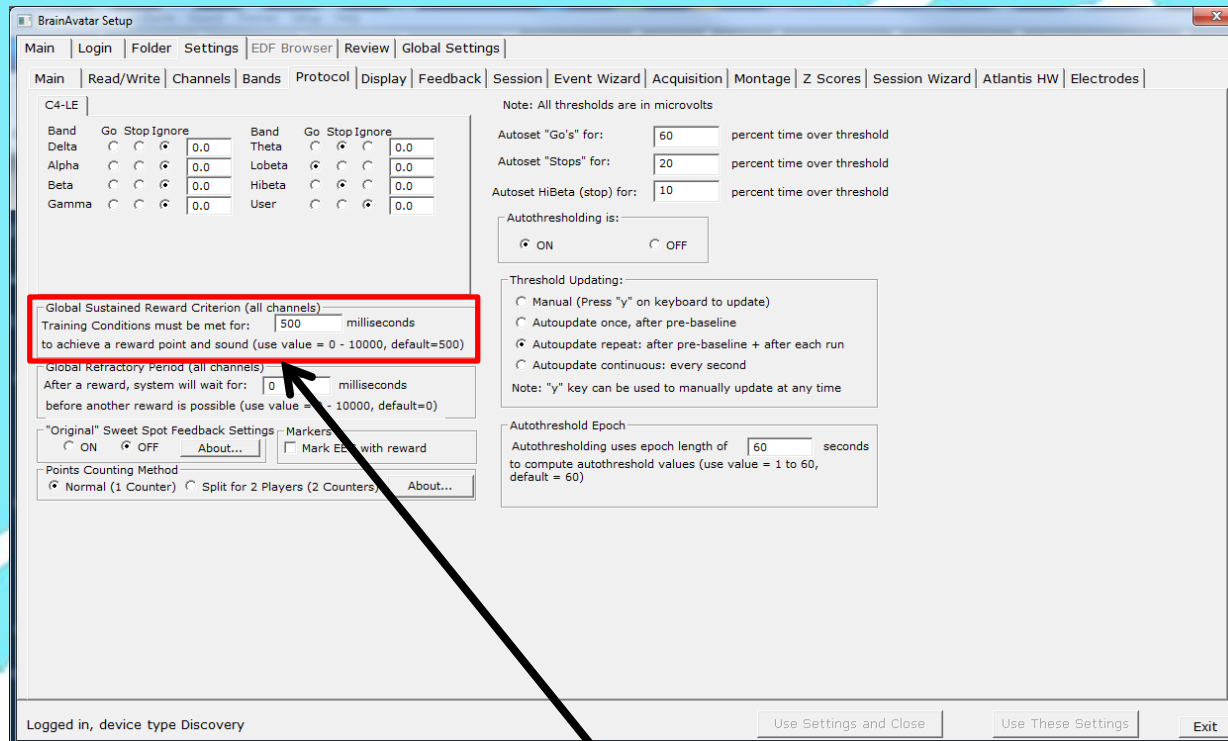 BrainAvatar Setup
Main Login Folder Settings EDF Browser Review Global Settings
Main Read/Write Channels Bands Protocol Display Feedback Session Event Wizard Acquisition Montage Z Scores Session Wizard Atlantis HW Electrodes
C4-LE
Band Go Stop Ignore Band Go Stop Ignore
Delta 0.0 Theta 0.0
Alpha 0.0 Lobeta 0.0
Beta 0.0 Hibeta 0.0
Gamma 0.0 User 0.0
Global Sustained Reward Criterion (all channels)
Training Conditions must be met for: 500 milliseconds
to achieve a reward point and sound (use value = 0 - 10000, default=500)
Global Refractory Period (all channels)
After a reward, system will wait for: 0 milliseconds
before another reward is possible (use value = 0 - 10000, default=0)
"Original" Sweet Spot Feedback Settings
ON OFF About...
Markers
Mark EEG with reward
Points Counting Method
Normal (1 Counter) Split for 2 Players (2 Counters) About...
Note: All thresholds are in microvolts
Autoset "Go's" for: 60 percent time over threshold
Autoset "Stops" for: 20 percent time over threshold
Autoset HiBeta (stop) for: 10 percent time over threshold
Autothresholding is:
ON OFF
Threshold Updating:
Manual (Press "y" on keyboard to update)
Autoupdate once, after pre-baseline
Autoupdate repeat: after pre-baseline + after each run
Autoupdate continuous: every second
Note: "y" key can be used to manually update at any time
Autothreshold Epoch
Autothresholding uses epoch length of 60 seconds
to compute autothreshold values (use value = 1 to 60,
default = 60)
Logged in, device type Discovery
Use Settings and Close Use These Settings Exit